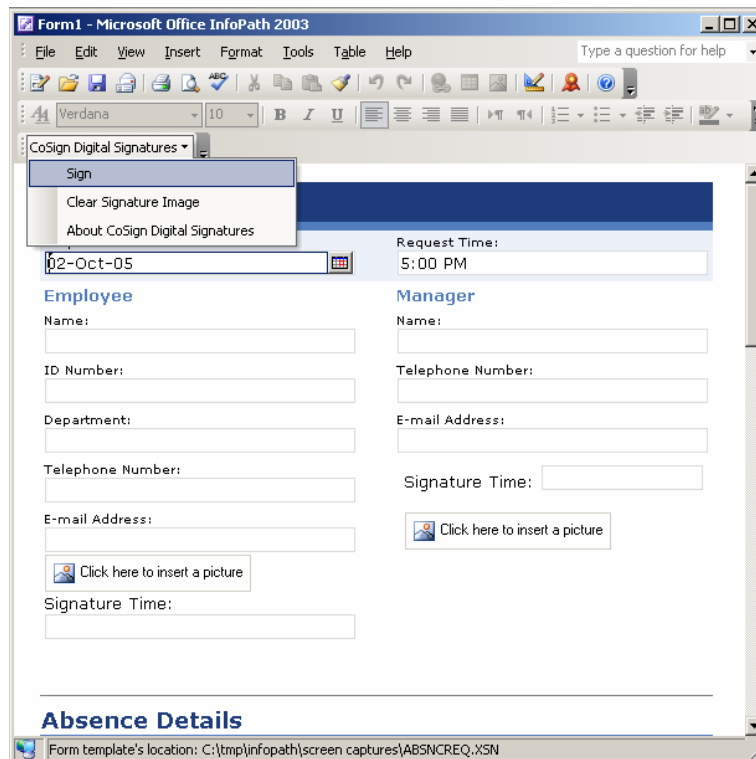 Form1 - Microsoft Office InfoPath 2003
File Edit View Insert Format Tools Table Help Type a question for help
Verdana 10 B I U
CoSign Digital Signatures
Sign
Clear Signature Image
About CoSign Digital Signatures
Request Time:
02-Oct-05 5:00 PM
Employee Manager
Name: Name:
ID Number: Telephone Number:
Department: E-mail Address:
Telephone Number:
Signature Time:
E-mail Address:
Click here to insert a picture
Click here to insert a picture
Signature Time:
Absence Details
Form template's location: C:\tmp\infopath\screen captures\ABSNCREQ.XSN